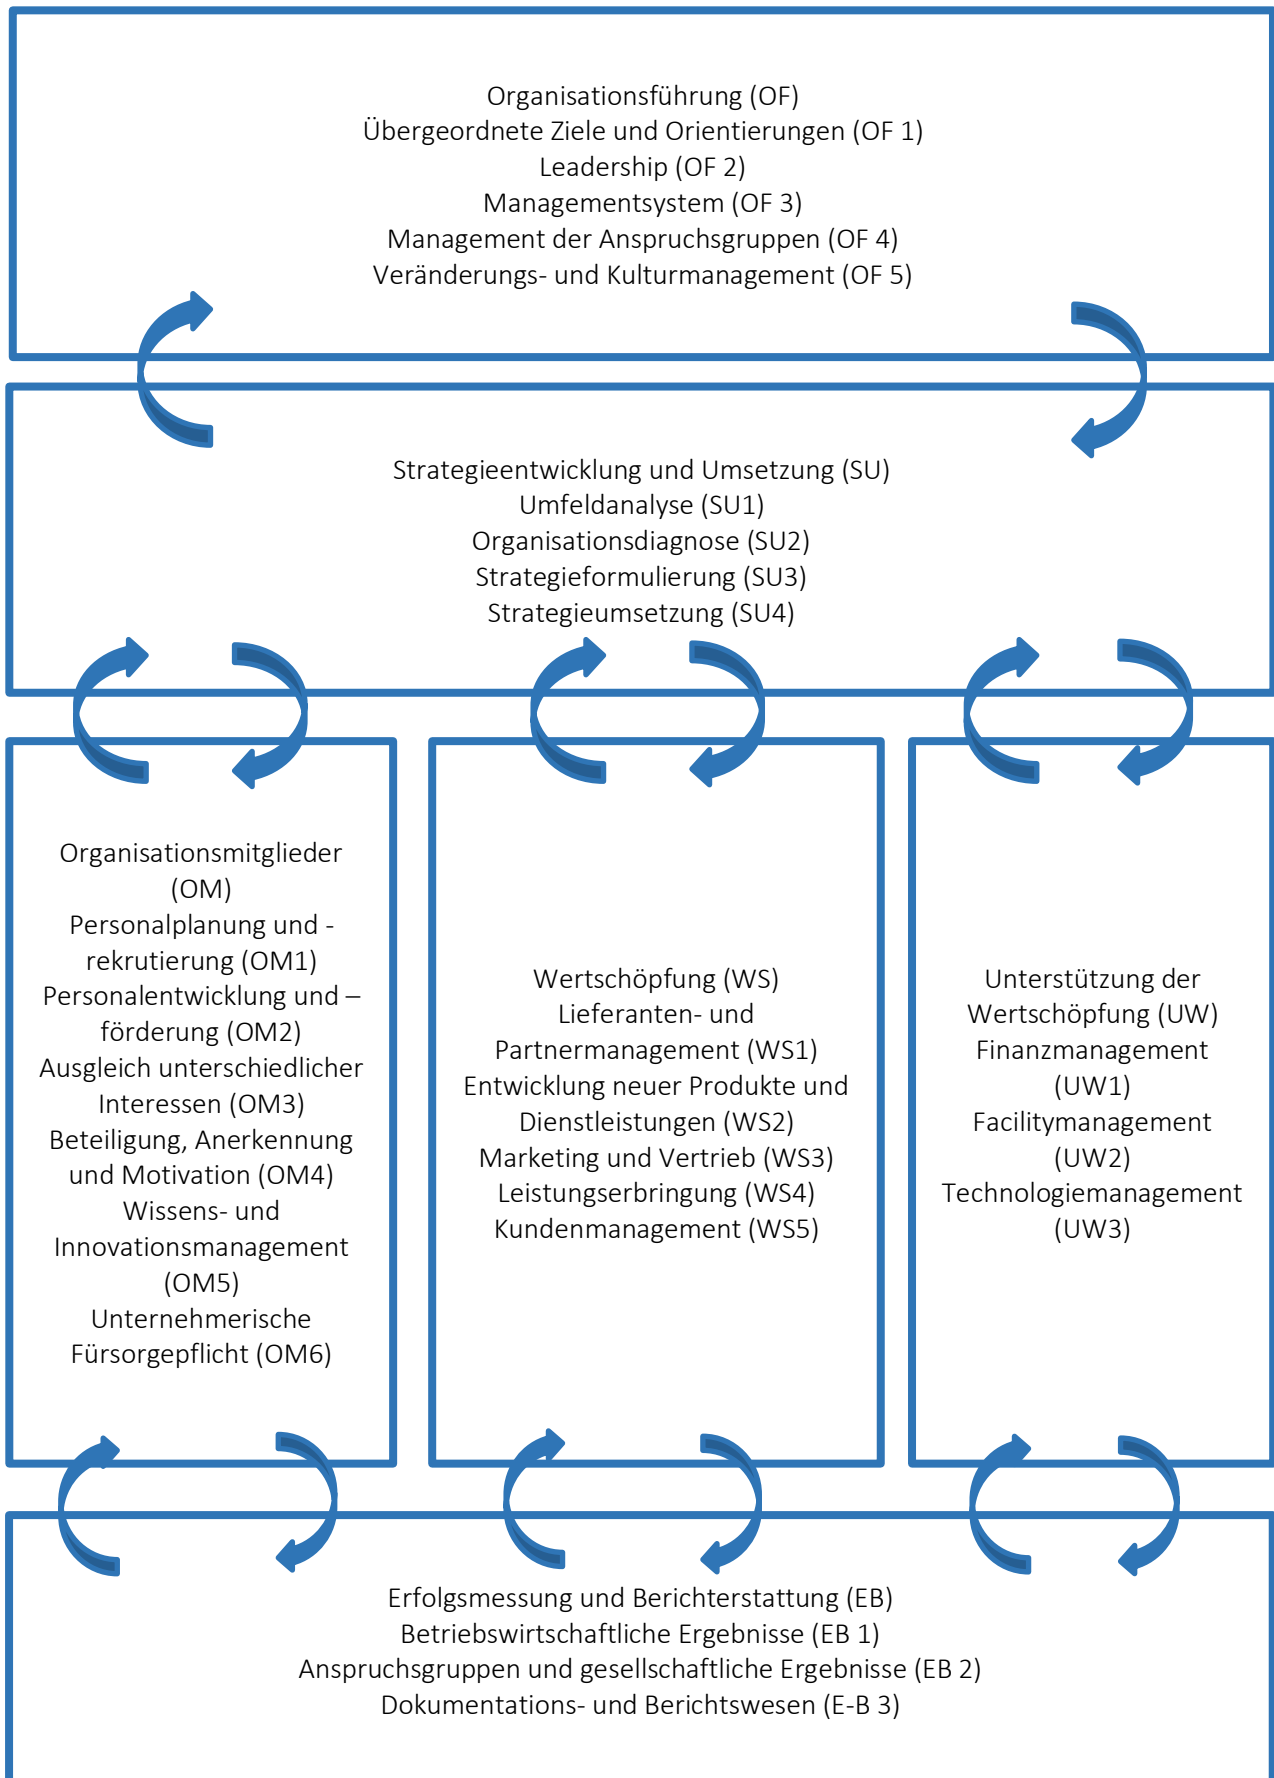 Organisationsführung (OF)
Übergeordnete Ziele und Orientierungen (OF 1)
Leadership (OF 2)
Managementsystem (OF 3)
Management der Anspruchsgruppen (OF 4)
Veränderungs- und Kulturmanagement (OF 5)
Strategieentwicklung und Umsetzung (SU)
Umfeldanalyse (SU1)
Organisationsdiagnose (SU2)
Strategieformulierung (SU3)
Strategieumsetzung (SU4)
Organisationsmitglieder
(OM)
Personalplanung und -
rekrutierung (OM1)
Personalentwicklung und –
förderung (OM2)
Ausgleich unterschiedlicher
Interessen (OM3)
Beteiligung, Anerkennung
und Motivation (OM4)
Wissens- und
Innovationsmanagement
(OM5)
Unternehmerische
Fürsorgepflicht (OM6)
Wertschöpfung (WS)
Lieferanten- und
Partnermanagement (WS1)
Entwicklung neuer Produkte und
Dienstleistungen (WS2)
Marketing und Vertrieb (WS3)
Leistungserbringung (WS4)
Kundenmanagement (WS5)
Unterstützung der
Wertschöpfung (UW)
Finanzmanagement
(UW1)
Facilitymanagement
(UW2)
Technologiemanagement
(UW3)
Erfolgsmessung und Berichterstattung (EB)
Betriebswirtschaftliche Ergebnisse (EB 1)
Anspruchsgruppen und gesellschaftliche Ergebnisse (EB 2)
Dokumentations- und Berichtswesen (E-B 3)